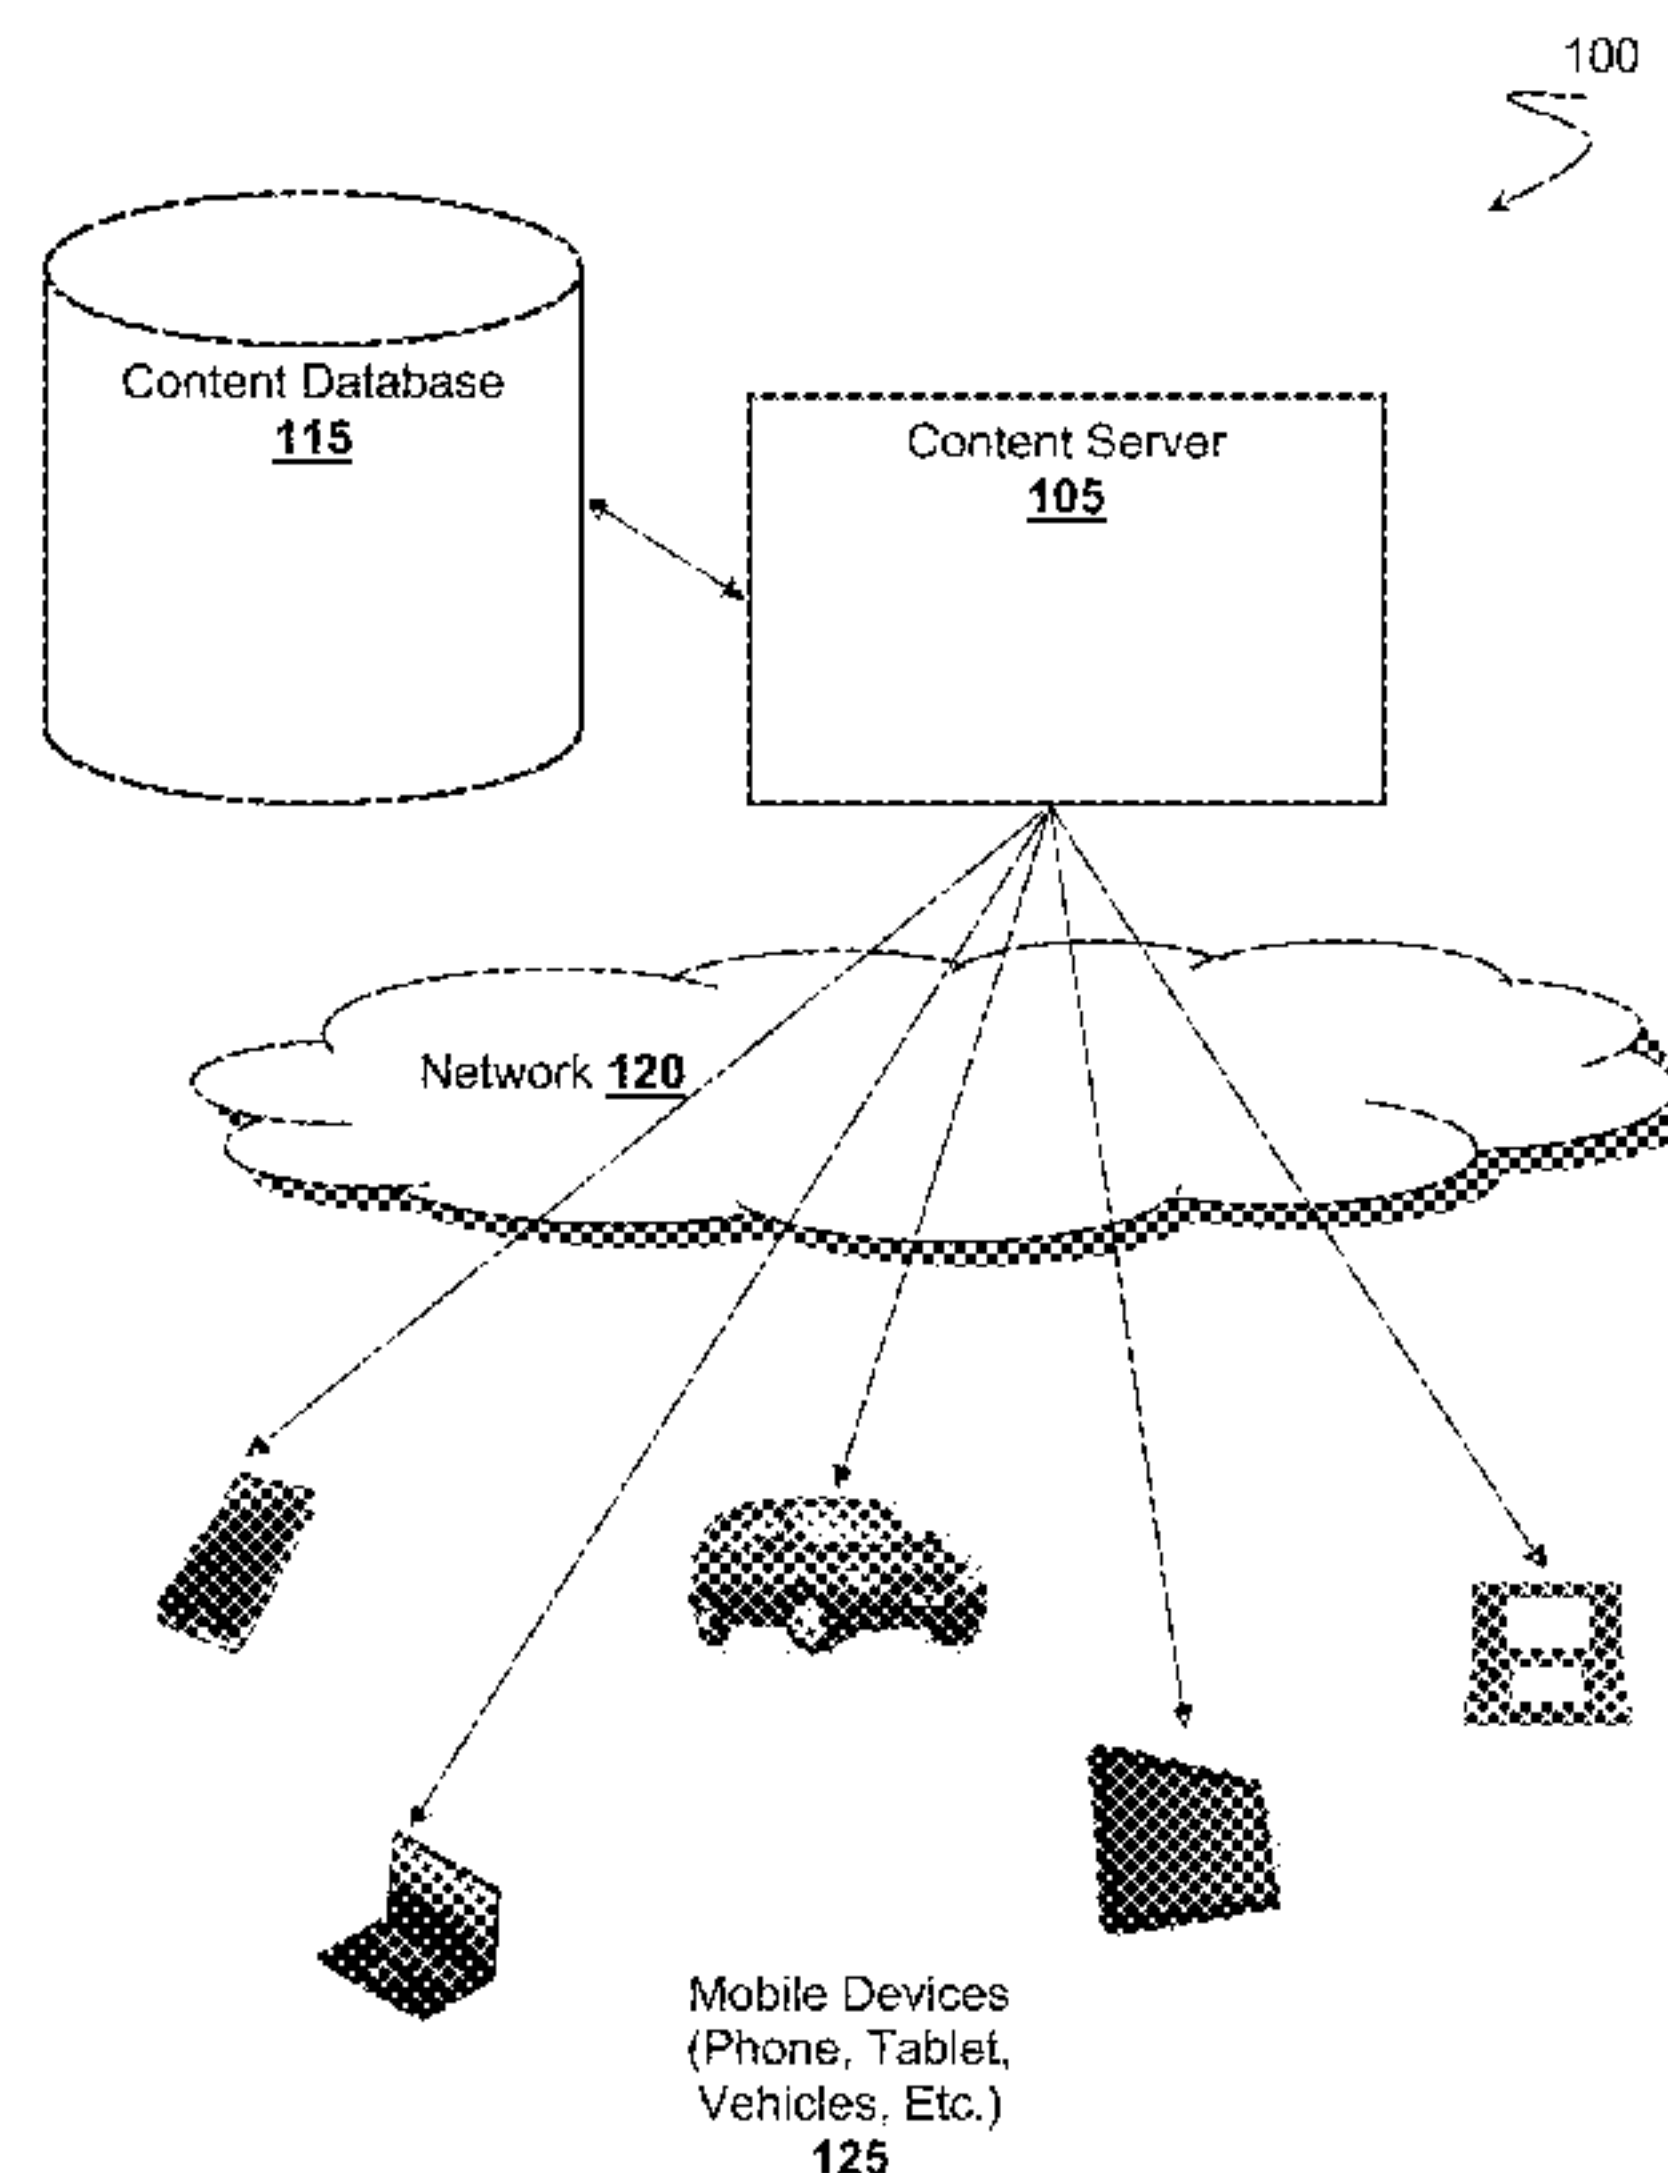 100
Content Database
115
Content Server
105
Network 120
Mobile Devices
(Phone, Tablet,
Vehicles, Etc.)
125